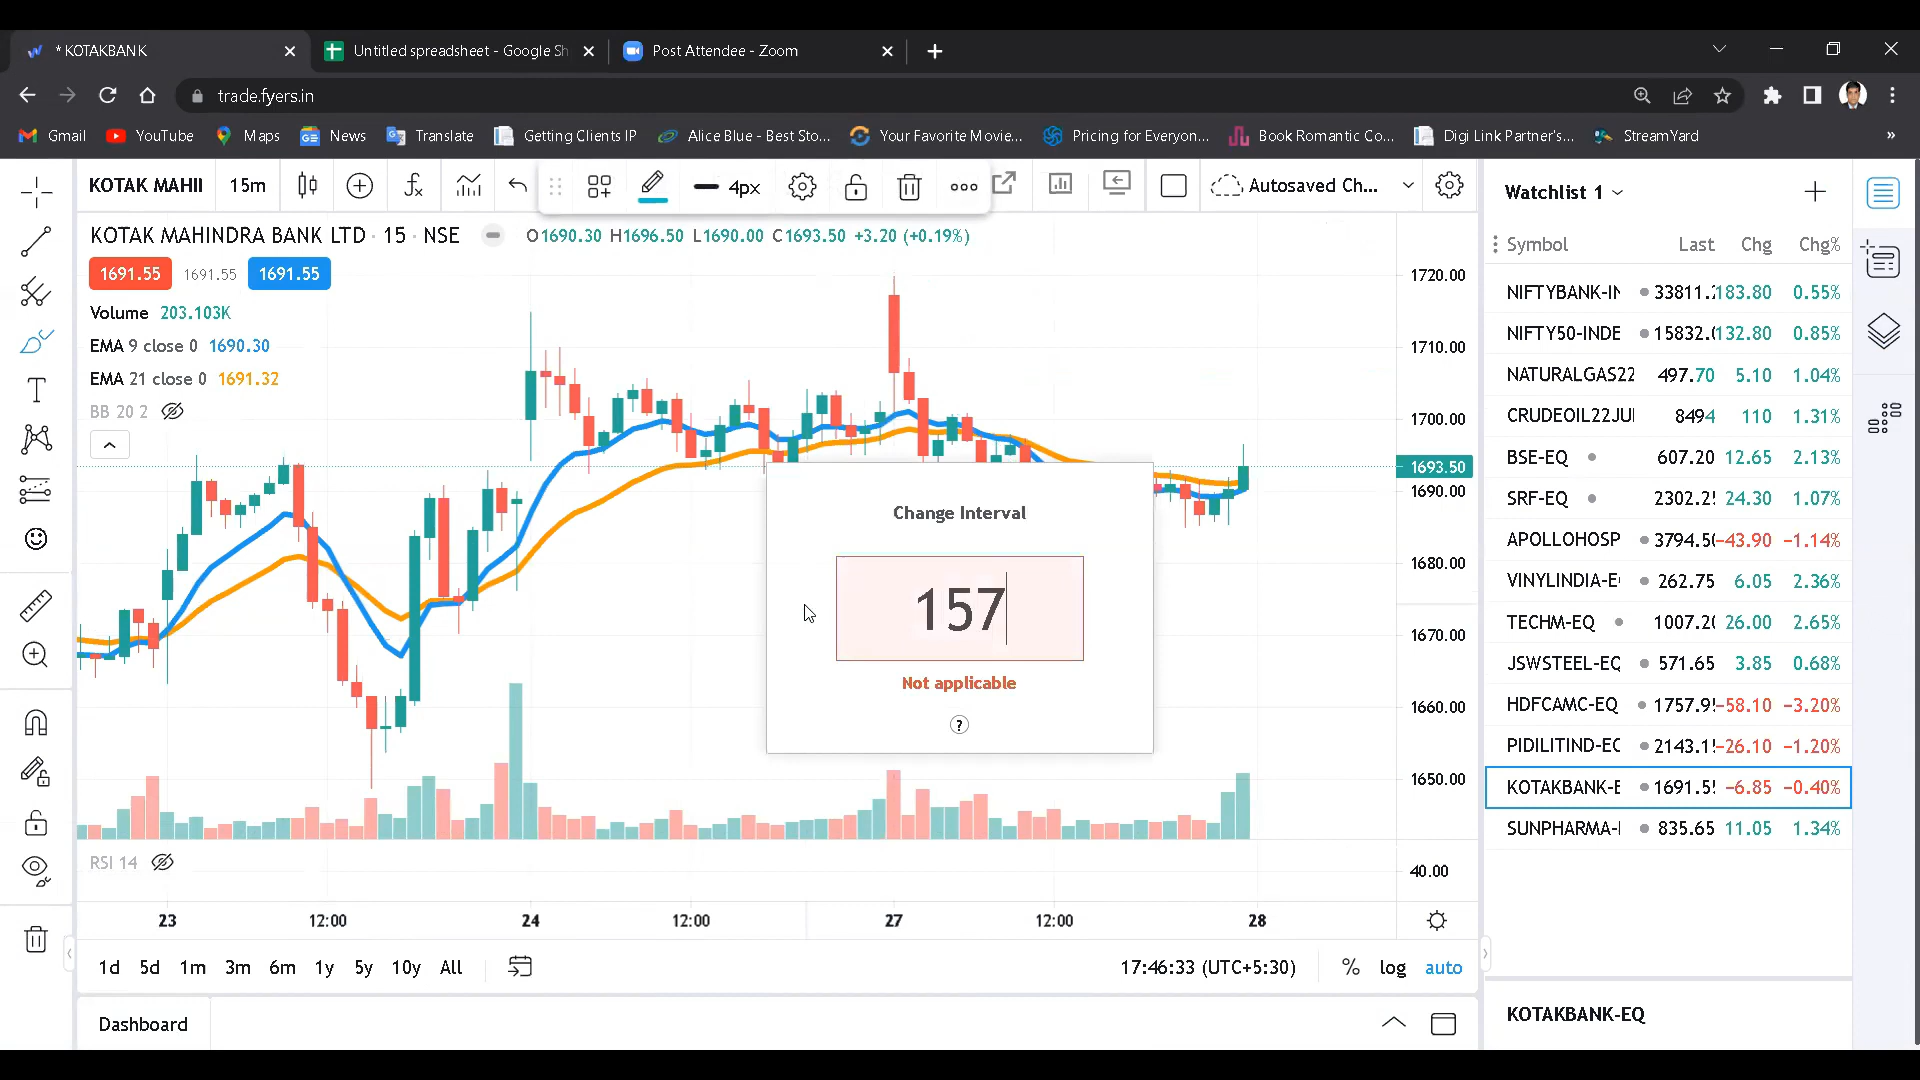 * KOTAKBANK
Untitled spreadsheet - Google Sh
Post Attendee - Zoom
trade.fyers.in
Gmail
YouTube
Maps
News
Translate
Getting Clients IP
Alice Blue - Best Sto...
Your Favorite Movie...
Pricing for Everyon...
Book Romantic Co...
Digi Link Partner's...
StreamYard
»
KOTAK MAHII
15m
4px
Autosaved Ch...
KOTAK MAHINDRA BANK LTD · 15 · NSE
O1690.30 H1696.50 L1690.00 C1693.50 +3.20 (+0.19%)
1691.55 1691.55 1691.55
Volume 203.103K
EMA 9 close 0 1690.30
EMA 21 close 0 1691.32
BB 20 2
1720.00
1710.00
1700.00
1693.50
1690.00
1680.00
1670.00
1660.00
1650.00
Change Interval
157
Not applicable
?
RSI 14
40.00
23 12:00 24 12:00 27 12:00 28
1d 5d 1m 3m 6m 1y 5y 10y All
17:46:33 (UTC+5:30)
% log auto
Dashboard
Watchlist 1
Symbol Last Chg Chg%
NIFTYBANK-IN 33811. 183.80 0.55%
NIFTY50-INDE 15832. 132.80 0.85%
NATURALGAS22 497.70 5.10 1.04%
CRUDEOIL22JUI 8494 110 1.31%
BSE-EQ 607.20 12.65 2.13%
SRF-EQ 2302.2 24.30 1.07%
APOLLOHOSP 3794.5 −43.90 −1.14%
VINYLINDIA-E 262.75 6.05 2.36%
TECHM-EQ 1007.2 26.00 2.65%
JSWSTEEL-EQ 571.65 3.85 0.68%
HDFCAMC-EQ 1757.9 −58.10 −3.20%
PIDILITIND-EC 2143.1 −26.10 −1.20%
KOTAKBANK-E 1691.5 −6.85 −0.40%
SUNPHARMA-I 835.65 11.05 1.34%
KOTAKBANK-EQ